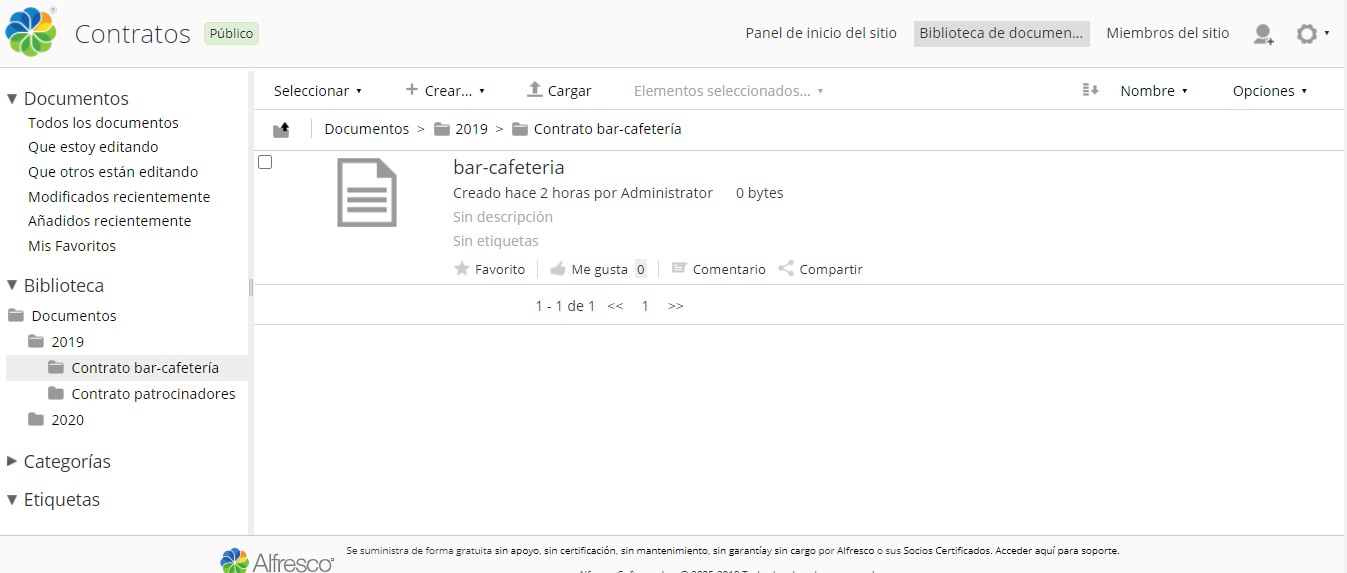 Contratos Público Panel de inicio del sitio Biblioteca de documen... Miembros del sitio
Documentos
Todos los documentos
Que estoy editando
Que otros están editando
Modificados recientemente
Añadidos recientemente
Mis Favoritos
Biblioteca
Documentos
2019
Contrato bar-cafetería
Contrato patrocinadores
2020
Categorías
Etiquetas
Seleccionar Crear... Cargar Elementos seleccionados... Nombre Opciones
Documentos > 2019 > Contrato bar-cafetería
bar-cafeteria
Creado hace 2 horas por Administrator 0 bytes
Sin descripción
Sin etiquetas
Favorito Me gusta 0 Comentario Compartir
1 - 1 de 1 << 1 >>
Alfresco
Se suministra de forma gratuita sin apoyo, sin certificación, sin mantenimiento, sin garantíay sin cargo por Alfresco o sus Socios Certificados. Acceder aquí para soporte.